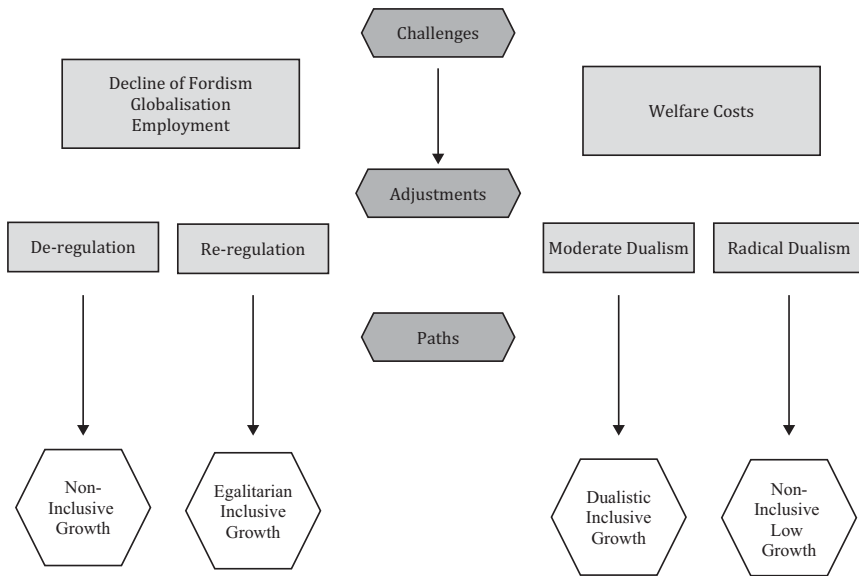 Challenges
Decline of Fordism
Globalisation
Employment
Welfare Costs
Adjustments
De-regulation
Re-regulation
Moderate Dualism
Radical Dualism
Paths
Non-
Inclusive
Growth
Egalitarian
Inclusive
Growth
Dualistic
Inclusive
Growth
Non-
Inclusive
Low
Growth